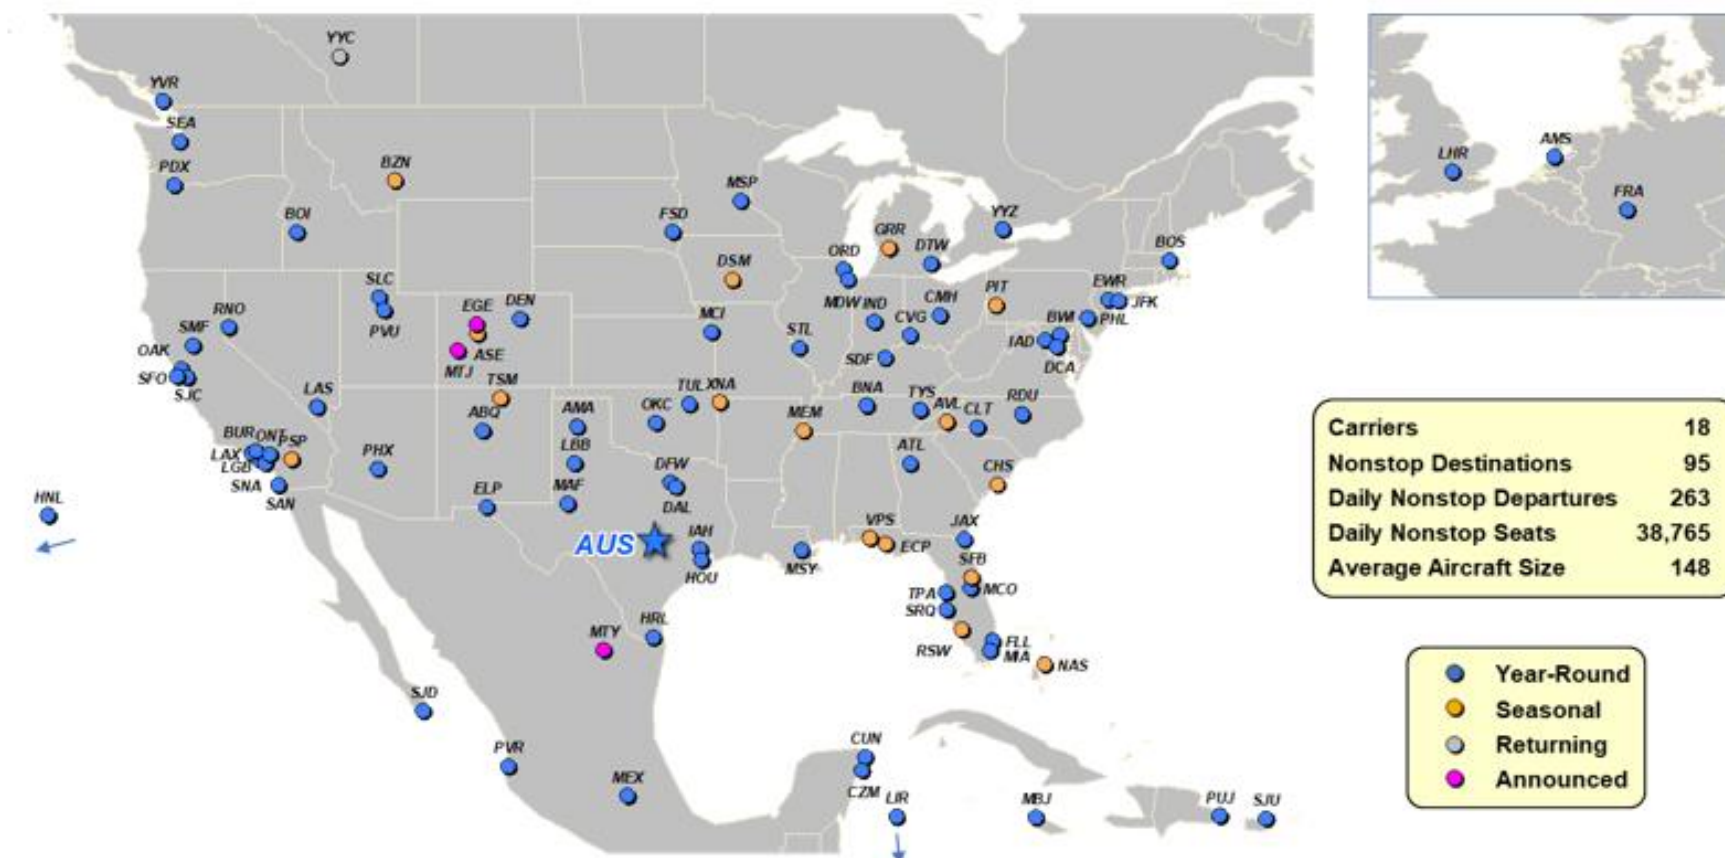 YYC
YVR
SEA
PDX
BZN
BOI
MSP
FSD
YYZ
GRR
DTW
ORD
BOS
DSM
MDW
IND
CMH
PIT
EWR
JFK
PHL
BWI
IAD
DCA
SLC
PVU
EGE
DEN
ASE
MTJ
RNO
SMF
OAK
SFO
SJC
MCI
STL
CVG
SDF
LAS
TSM
ABQ
AMA
OKC
TUL
XNA
MEM
BNA
TYS
AVL
CLT
RDU
BUR
ONT
PSP
LAX
LGB
SNA
SAN
PHX
LBB
ELP
MAF
DFW
DAL
ATL
CHS
HNL
AUS
IAH
HOU
MSY
VPS
ECP
JAX
SFB
MCO
TPA
SRQ
RSW
FLL
MIA
NAS
MTY
HRL
SJD
PVR
MEX
CUN
CZM
LIR
MBJ
PUJ
SJU
LHR
AMS
FRA
Carriers 18
Nonstop Destinations 95
Daily Nonstop Departures 263
Daily Nonstop Seats 38,765
Average Aircraft Size 148
Year-Round
Seasonal
Returning
Announced